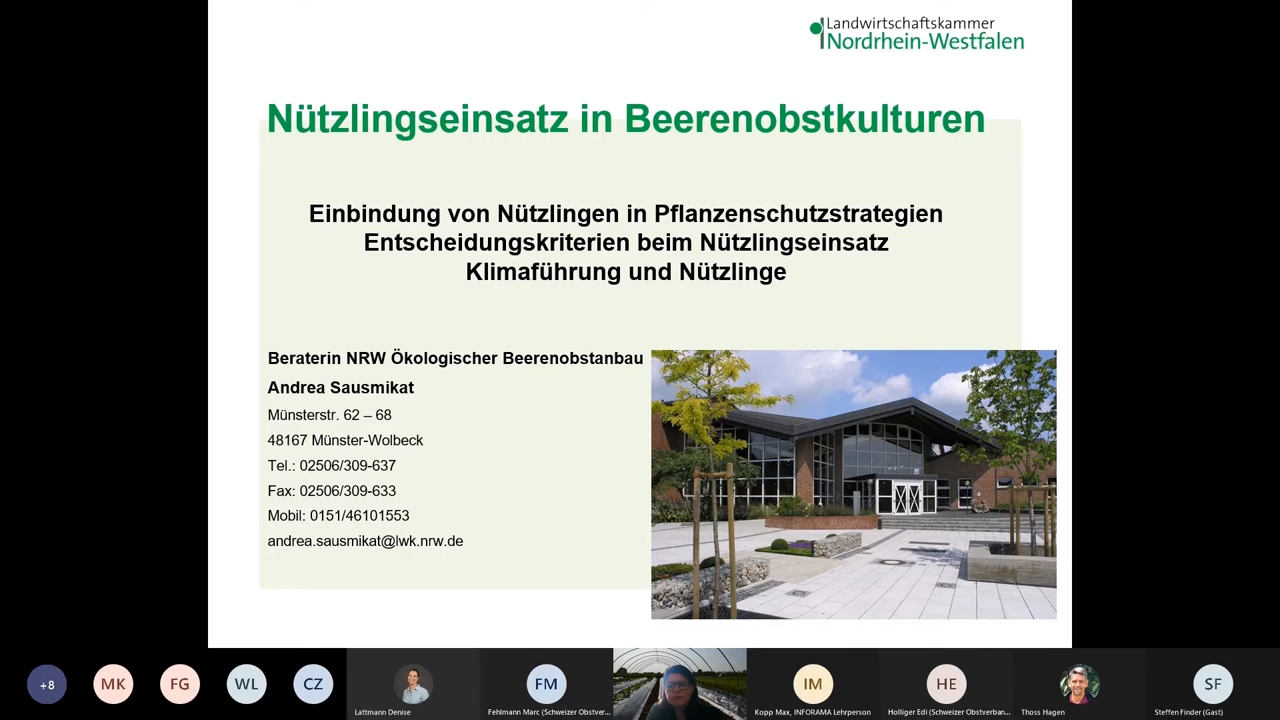 Landwirtschaftskammer
Nordrhein-Westfalen
Nützlingseinsatz in Beerenobstkulturen
Einbindung von Nützlingen in Pflanzenschutzstrategien
Entscheidungskriterien beim Nützlingseinsatz
Klimaführung und Nützlinge
Beraterin NRW Ökologischer Beerenobstanbau
Andrea Sausmikat
Münsterstr. 62 – 68
48167 Münster-Wolbeck
Tel.: 02506/309-637
Fax: 02506/309-633
Mobil: 0151/46101553
andrea.sausmikat@lwk.nrw.de
+8
MK
FG
WL
CZ
FM
IM
HE
SF
Lattmann Denise
Fehlmann Marc (Schweizer Obstver...
Kopp Max, INFORAMA Lehrperson
Holliger Edi (Schweizer Obstverban...
Thoss Hagen
Steffen Finder (Gast)